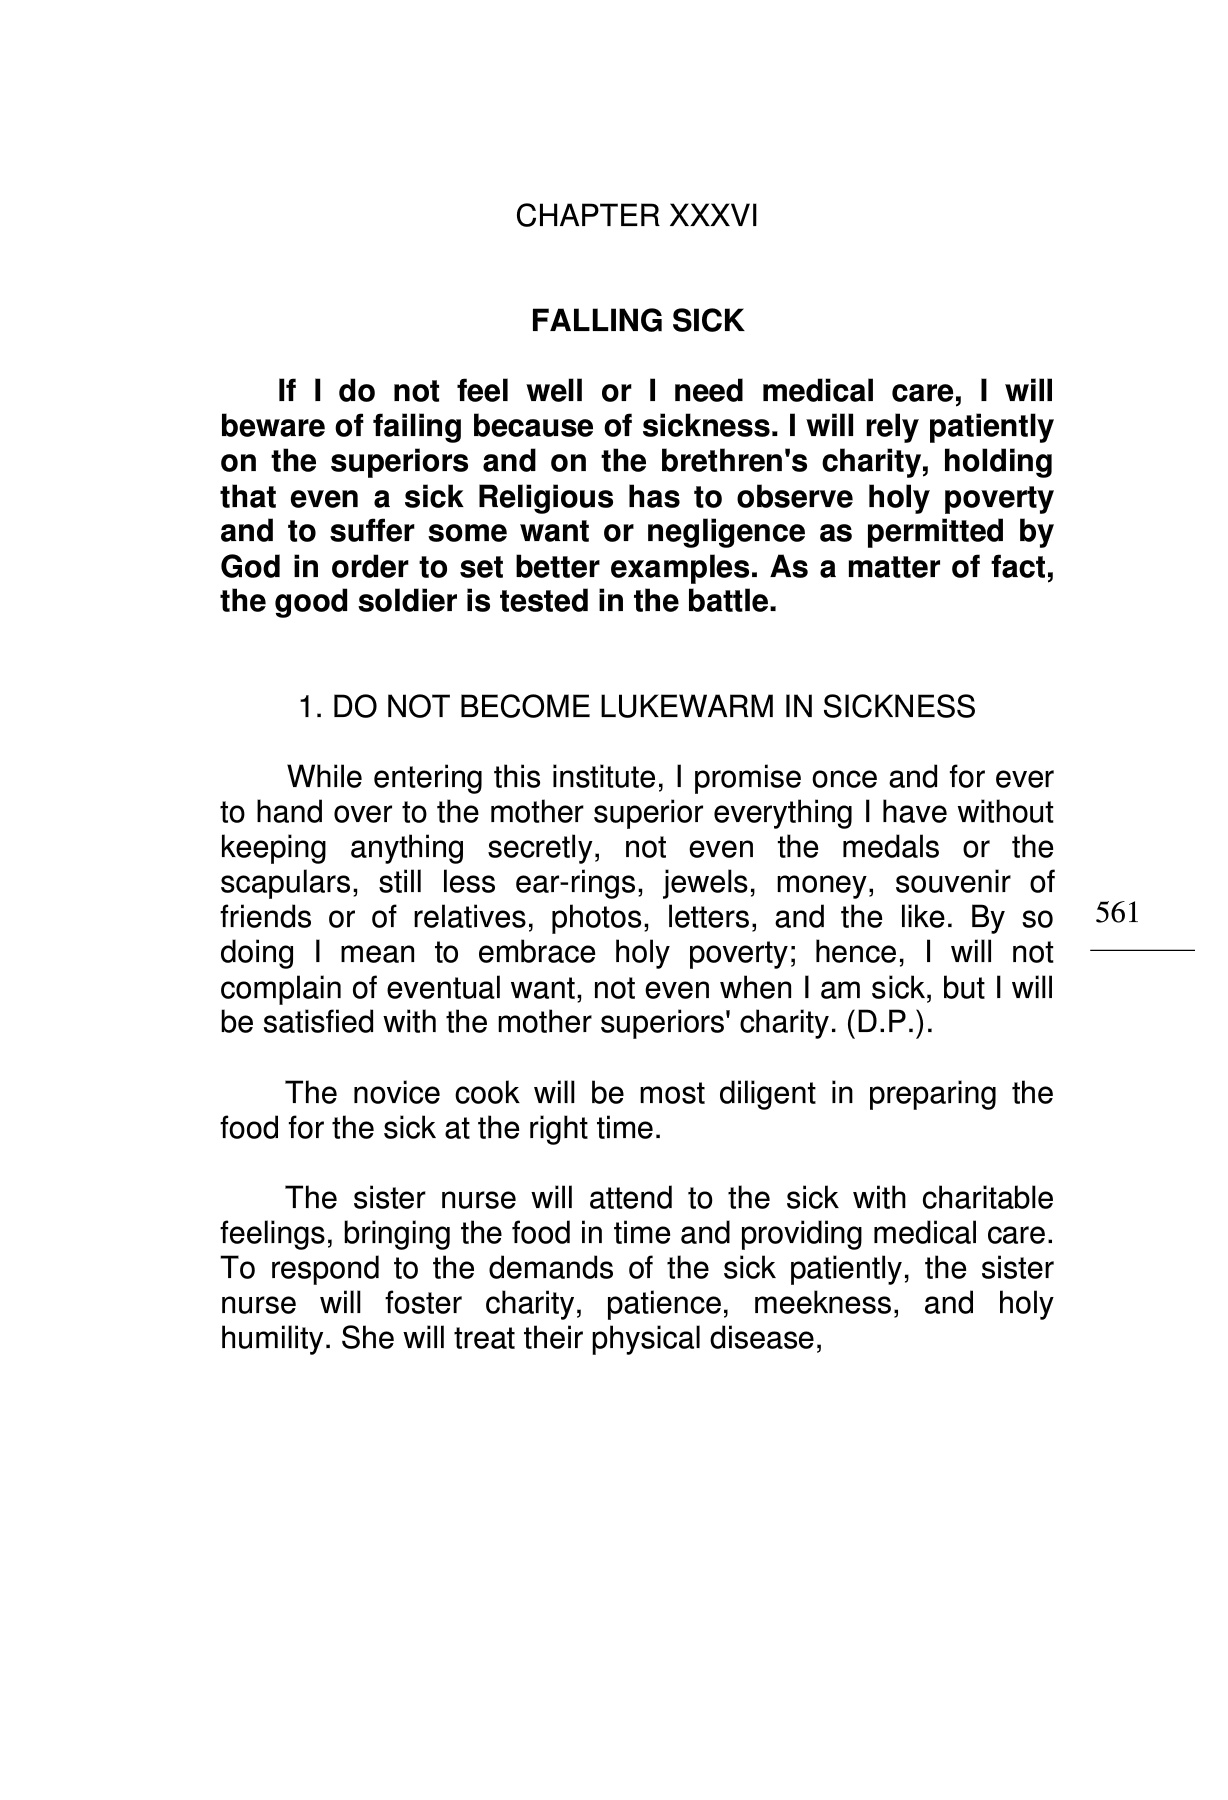 CHAPTER XXXVI
FALLING SICK
If I do not feel well or I need medical care, I will
beware of failing because of sickness. I will rely patiently
on the superiors and on the brethren's charity, holding
that even a sick Religious has to observe holy poverty
and to suffer some want or negligence as permitted by
God in order to set better examples. As a matter of fact,
the good soldier is tested in the battle.
1. DO NOT BECOME LUKEWARM IN SICKNESS
While entering this institute, I promise once and for ever
to hand over to the mother superior everything I have without
keeping anything secretly, not even the medals or the
scapulars, still less ear-rings, jewels, money, souvenir of
friends or of relatives, photos, letters, and the like. By so
doing I mean to embrace holy poverty; hence, I will not
complain of eventual want, not even when I am sick, but I will
be satisfied with the mother superiors' charity. (D.P.).
The novice cook will be most diligent in preparing the
food for the sick at the right time.
The sister nurse will attend to the sick with charitable
feelings, bringing the food in time and providing medical care.
To respond to the demands of the sick patiently, the sister
nurse will foster charity, patience, meekness, and holy
humility. She will treat their physical disease,
561